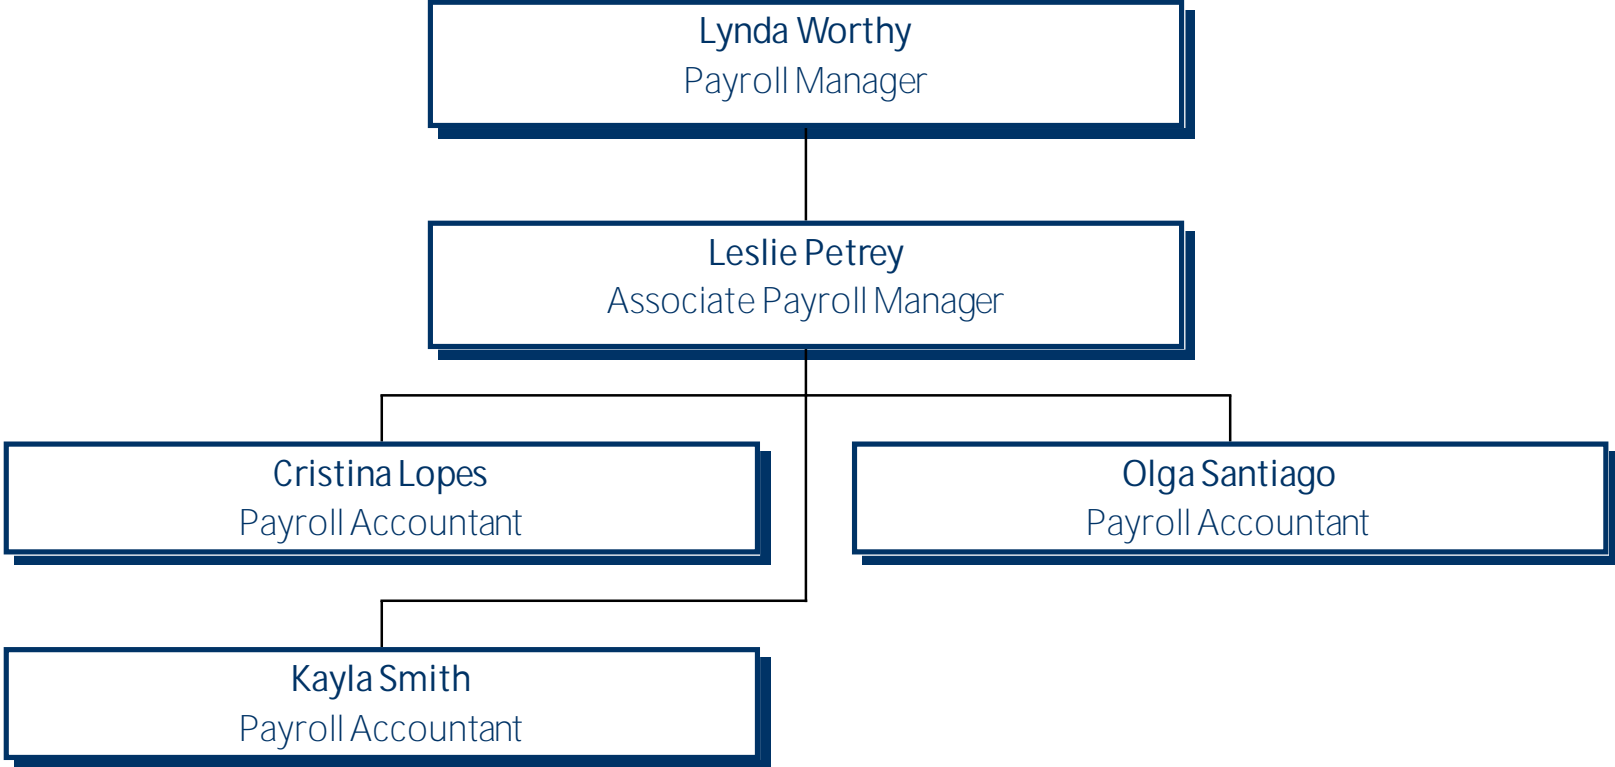 Lynda Worthy
Payroll Manager
Leslie Petrey
Associate Payroll Manager
Cristina Lopes
Payroll Accountant
Olga Santiago
Payroll Accountant
Kayla Smith
Payroll Accountant